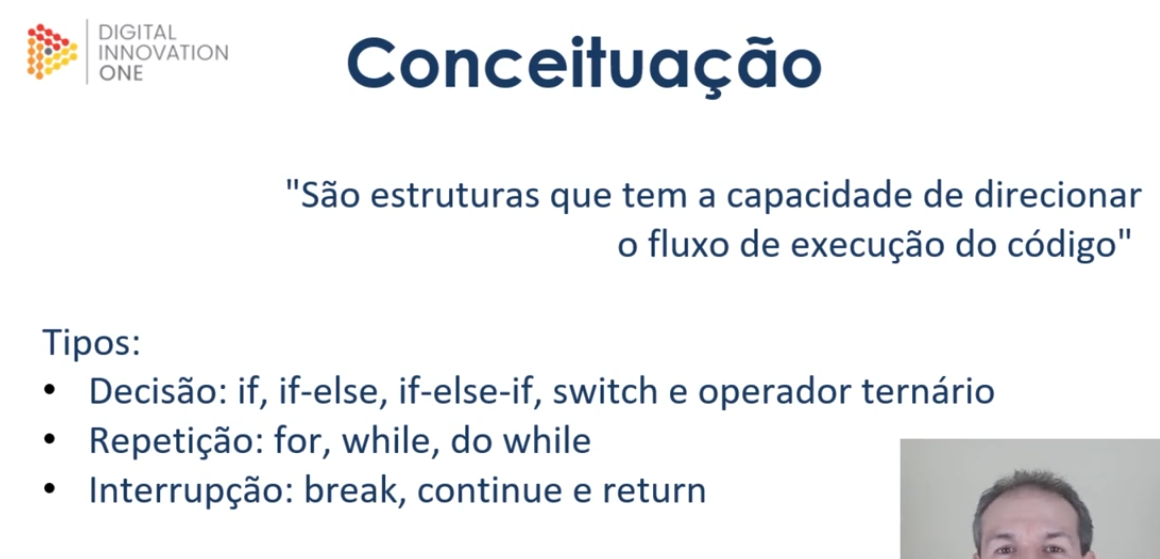 DIGITAL
INNOVATION
ONE
Conceituação
"São estruturas que tem a capacidade de direcionar
o fluxo de execução do código"
Tipos:
• Decisão: if, if-else, if-else-if, switch e operador ternário
• Repetição: for, while, do while
• Interrupção: break, continue e return